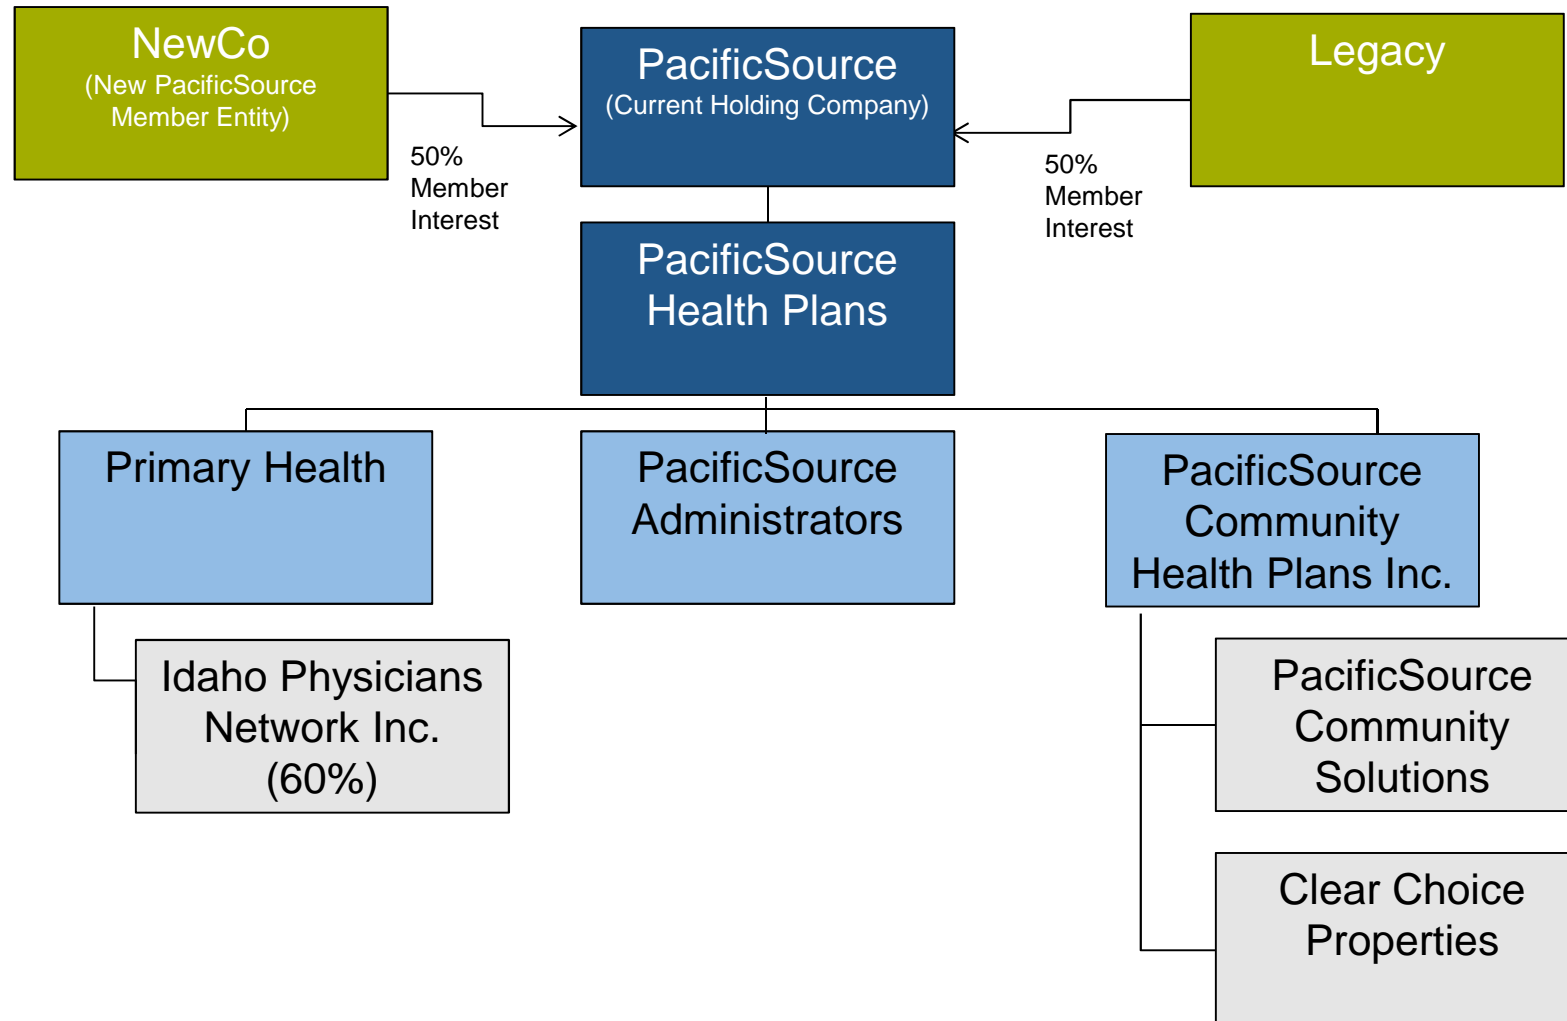 NewCo
(New PacificSource
Member Entity)
PacificSource
(Current Holding Company)
Legacy
50%
Member
Interest
50%
Member
Interest
PacificSource
Health Plans
Primary Health
PacificSource
Administrators
PacificSource
Community
Health Plans Inc.
Idaho Physicians
Network Inc.
(60%)
PacificSource
Community
Solutions
Clear Choice
Properties